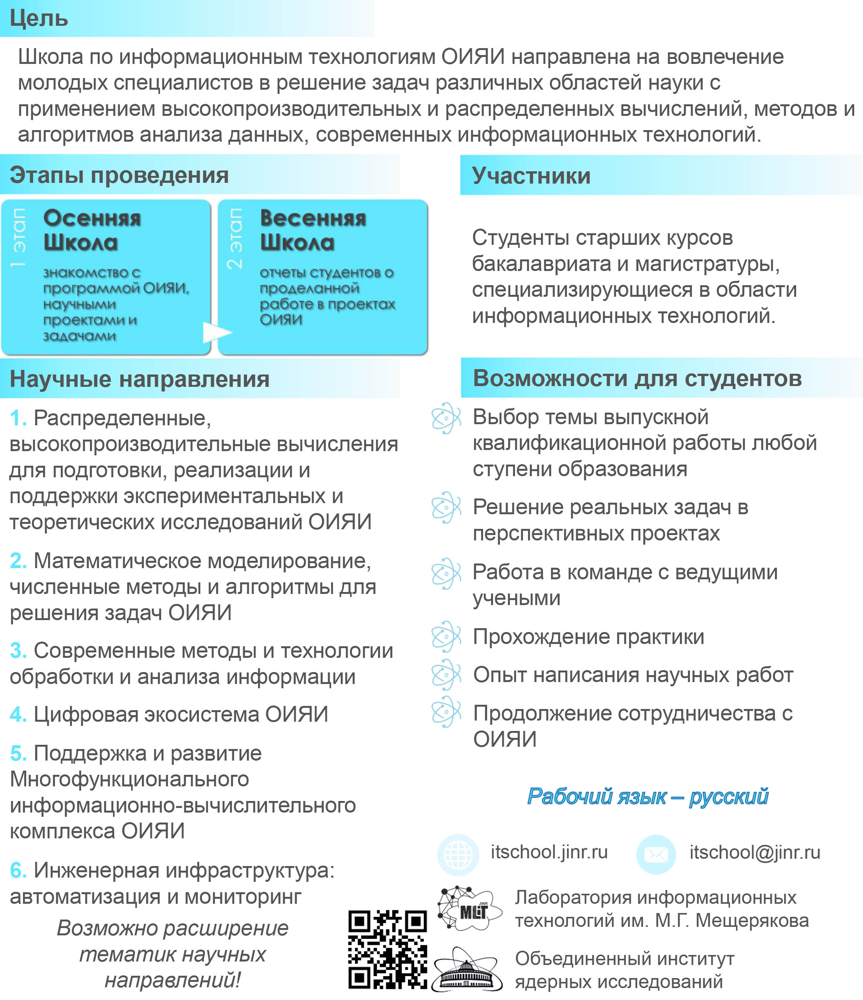 Цель
Школа по информационным технологиям ОИЯИ направлена на вовлечение
молодых специалистов в решение задач различных областей науки с
применением высокопроизводительных и распределенных вычислений, методов и
алгоритмов анализа данных, современных информационных технологий.
Этапы проведения
1 этап
Осенняя
Школа
знакомство с
программой ОИЯИ,
научными
проектами и
задачами
2 этап
Весенняя
Школа
отчеты студентов о
проделанной
работе в проектах
ОИЯИ
Участники
Студенты старших курсов
бакалавриата и магистратуры,
специализирующиеся в области
информационных технологий.
Научные направления
1. Распределенные,
высокопроизводительные вычисления
для подготовки, реализации и
поддержки экспериментальных и
теоретических исследований ОИЯИ
2. Математическое моделирование,
численные методы и алгоритмы для
решения задач ОИЯИ
3. Современные методы и технологии
обработки и анализа информации
4. Цифровая экосистема ОИЯИ
5. Поддержка и развитие
Многофункционального
информационно-вычислительного
комплекса ОИЯИ
6. Инженерная инфраструктура:
автоматизация и мониторинг
Возможно расширение
тематик научных
направлений!
Возможности для студентов
Выбор темы выпускной
квалификационной работы любой
ступени образования
Решение реальных задач в
перспективных проектах
Работа в команде с ведущими
учеными
Прохождение практики
Опыт написания научных работ
Продолжение сотрудничества с
ОИЯИ
Рабочий язык – русский
itschool.jinr.ru
itschool@jinr.ru
JINR
MLIT
Лаборатория информационных
технологий им. М.Г. Мещерякова
Объединенный институт
ядерных исследований